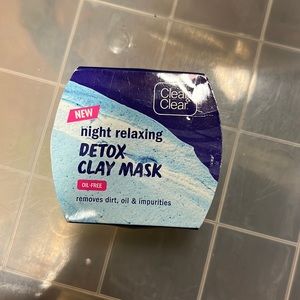 Clean &
Clear
NEW
night relaxing
DETOX
CLAY MASK
OIL-FREE
removes dirt, oil & impurities